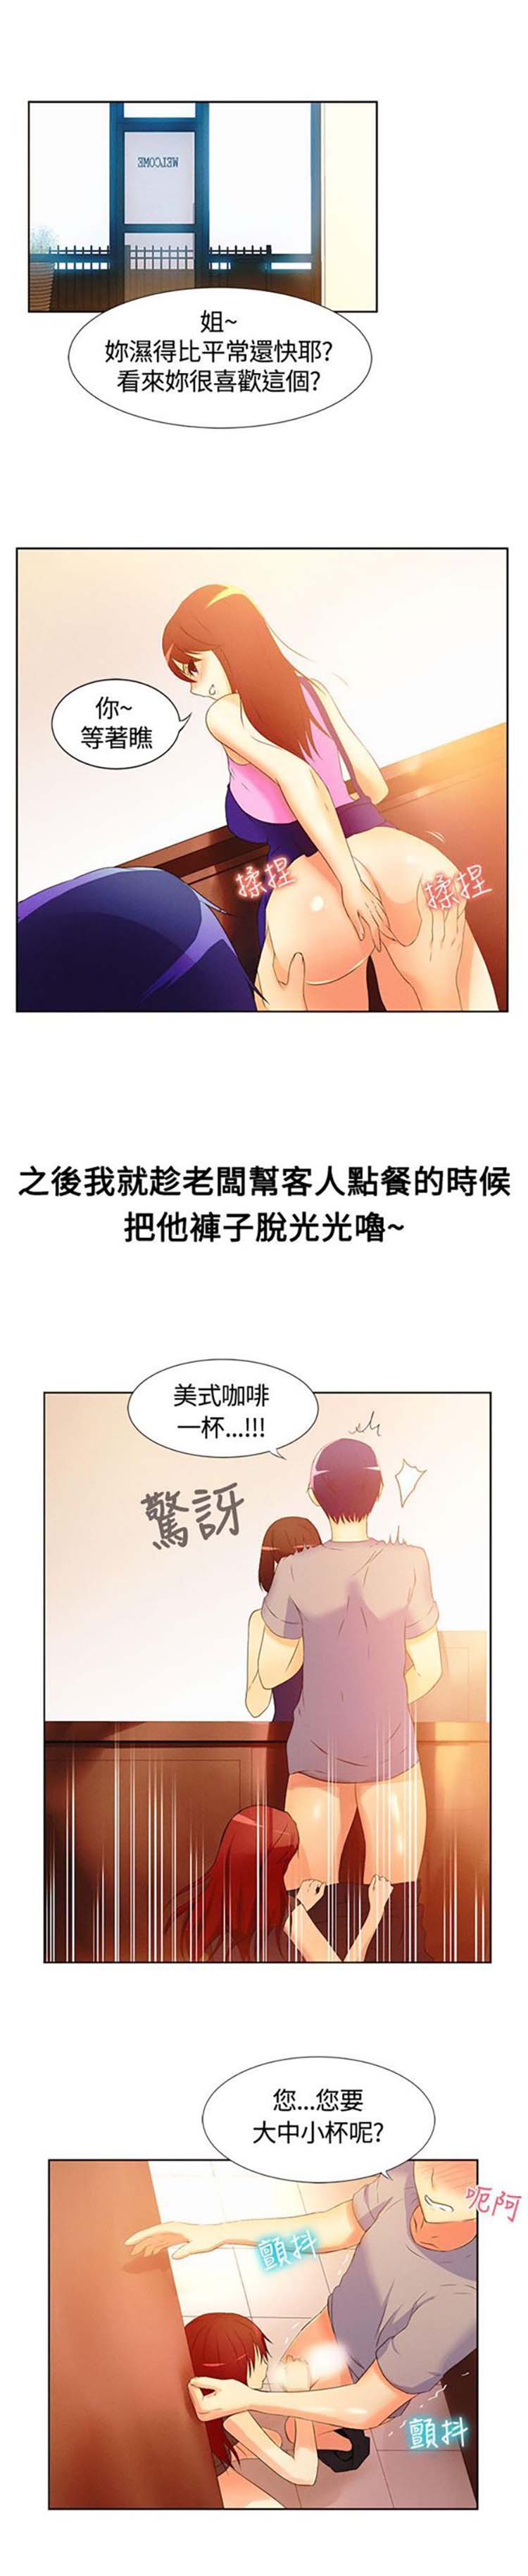 WELCOME
姐~
妳濕得比平常還快耶?
看來妳很喜歡這個?
你~
等著瞧
揉捏
揉捏
之後我就趁老闆幫客人點餐的時候
把他褲子脫光光嚕~
美式咖啡
一杯...!!!
驚訝
您...您要
大中小杯呢?
呃阿
顫抖
顫抖